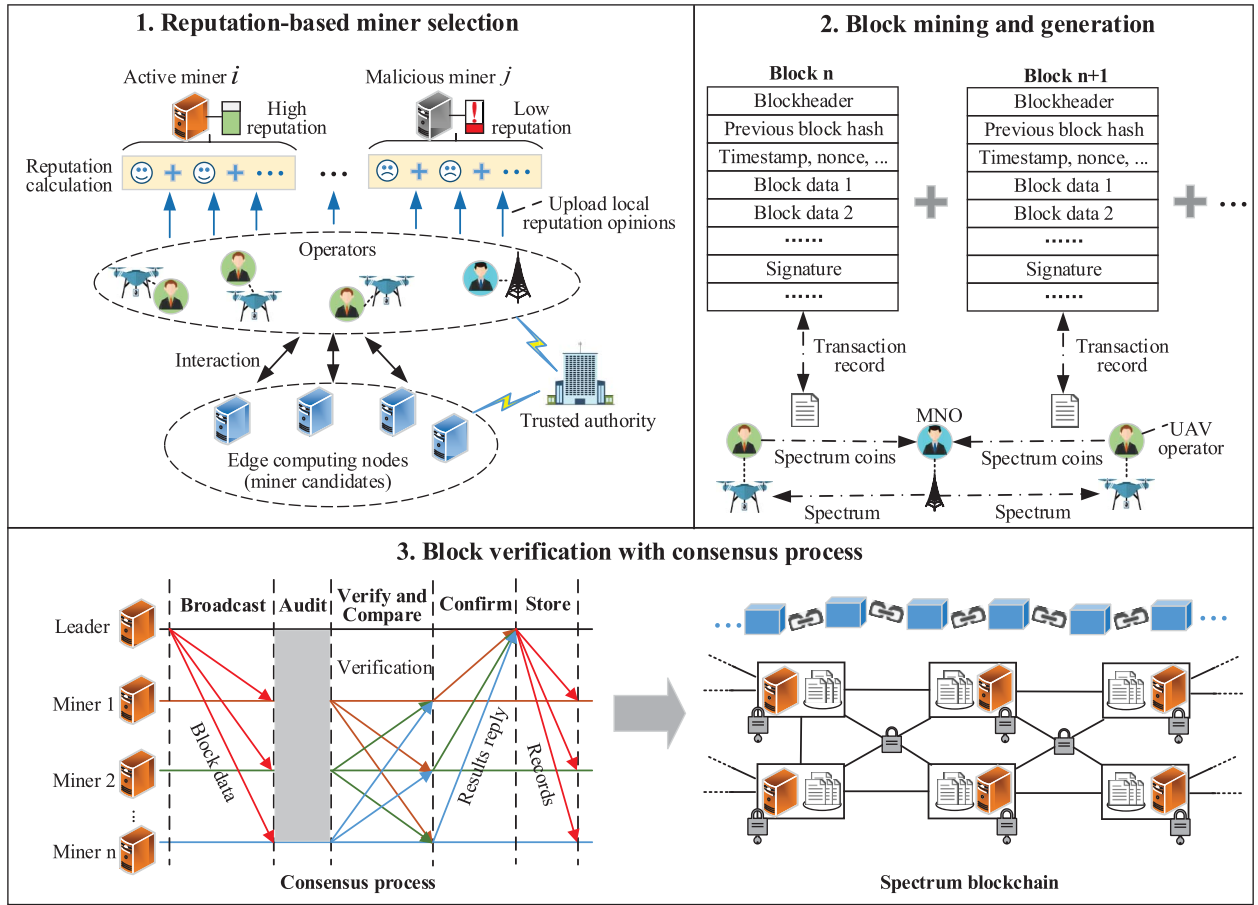 1. Reputation-based miner selection
Active miner i
Malicious miner j
High
reputation
Low
reputation
Reputation
calculation
...
...
...
Upload local
reputation opinions
Operators
Interaction
Trusted authority
Edge computing nodes
(miner candidates)
2. Block mining and generation
Block n
Blockheader
Previous block hash
Timestamp, nonce, ...
Block data 1
Block data 2
......
Signature
......
Block n+1
Blockheader
Previous block hash
Timestamp, nonce, ...
Block data 1
Block data 2
......
Signature
......
...
Transaction
record
Transaction
record
MNO
UAV
operator
Spectrum coins
Spectrum coins
Spectrum
Spectrum
3. Block verification with consensus process
Broadcast
Audit
Verify and
Compare
Confirm
Store
Leader
Miner 1
Miner 2
...
Miner n
Verification
Block data
Results reply
Records
Consensus process
...
...
Spectrum blockchain